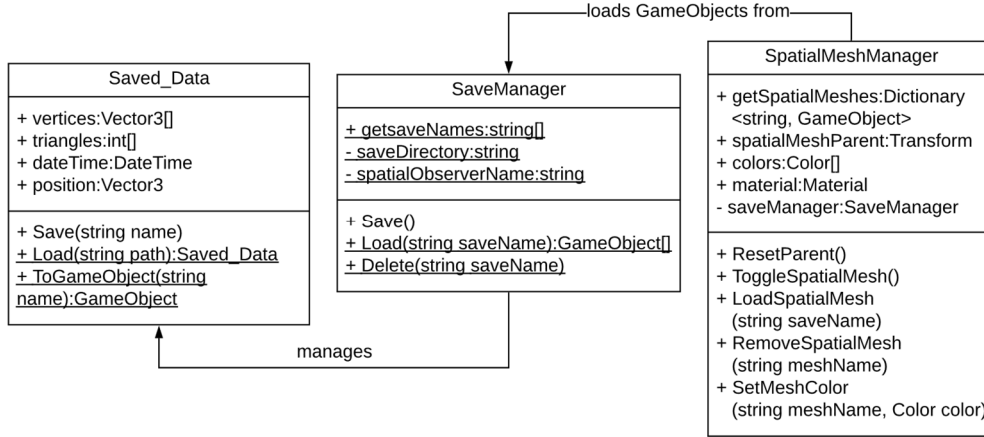 loads GameObjects from
Saved_Data
+ vertices:Vector3[]
+ triangles:int[]
+ dateTime:DateTime
+ position:Vector3
+ Save(string name)
+ Load(string path):Saved_Data
+ ToGameObject(string
name):GameObject
manages
SaveManager
+ getsaveNames:string[]
- saveDirectory:string
- spatialObserverName:string
+ Save()
+ Load(string saveName):GameObject[]
+ Delete(string saveName)
SpatialMeshManager
+ getSpatialMeshes:Dictionary
<string, GameObject>
+ spatialMeshParent:Transform
+ colors:Color[]
+ material:Material
- saveManager:SaveManager
+ ResetParent()
+ ToggleSpatialMesh()
+ LoadSpatialMesh
(string saveName)
+ RemoveSpatialMesh
(string meshName)
+ SetMeshColor
(string meshName, Color color)